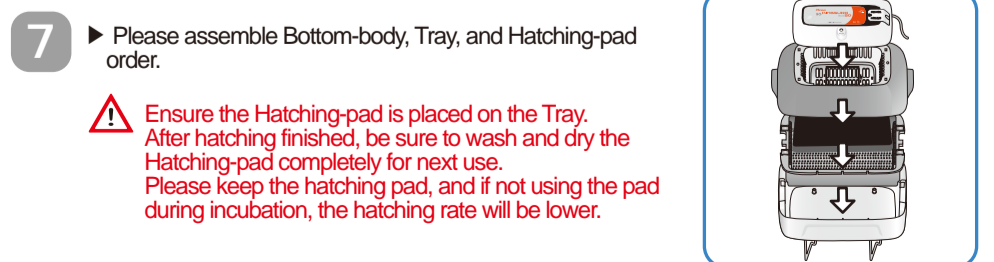 7
▶ Please assemble Bottom-body, Tray, and Hatching-pad
order.
Ensure the Hatching-pad is placed on the Tray.
After hatching finished, be sure to wash and dry the
Hatching-pad completely for next use.
Please keep the hatching pad, and if not using the pad
during incubation, the hatching rate will be lower.